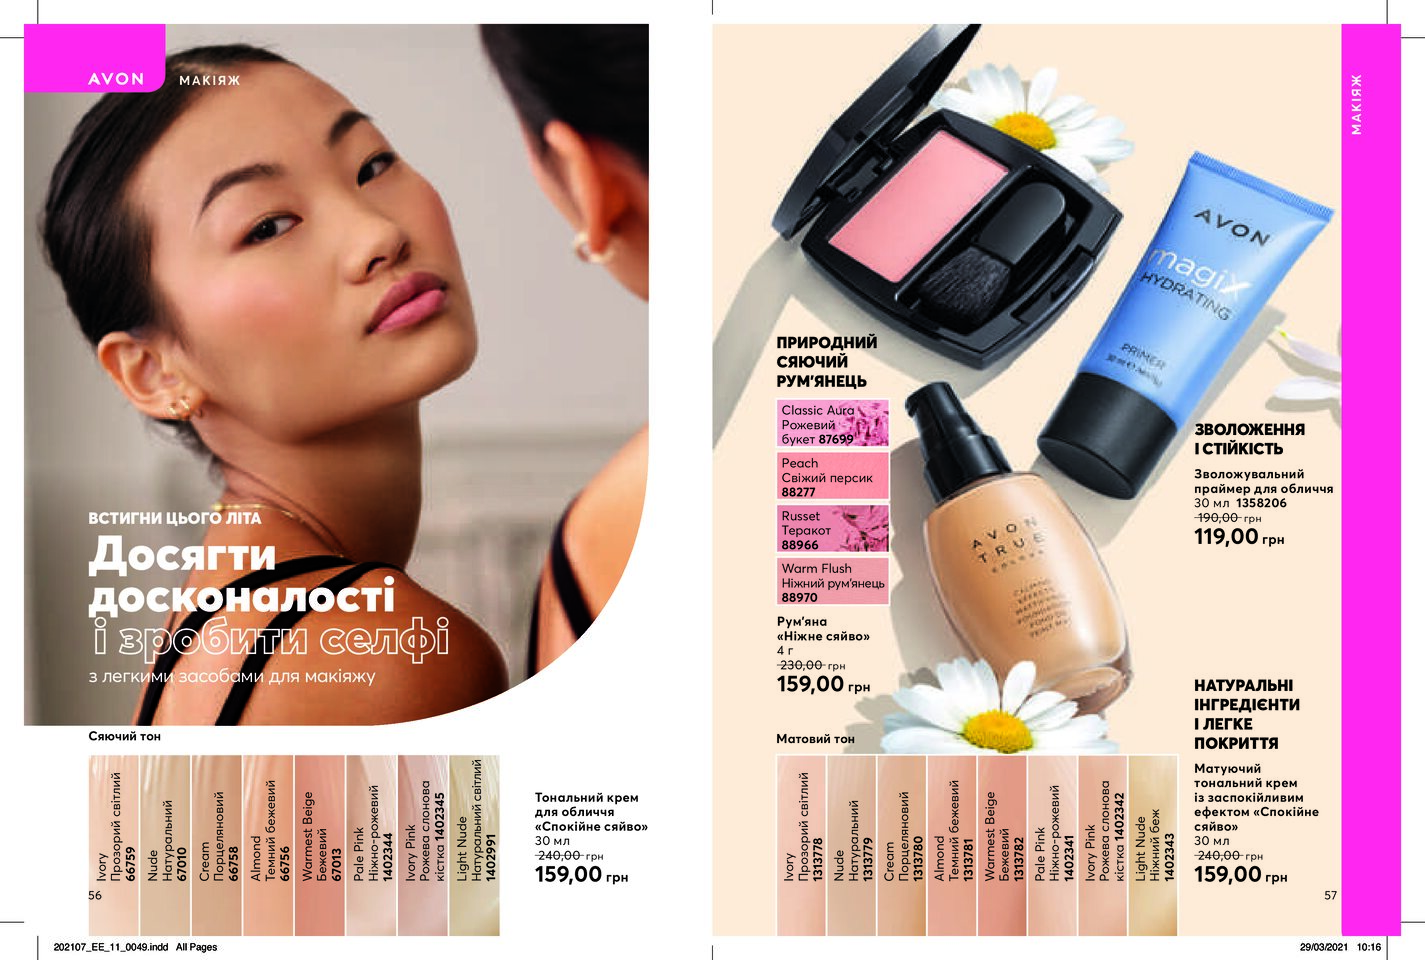 AVON
МАКІЯЖ
ВСТИГНИ ЦЬОГО ЛІТА
Досягти
досконалості
і зробити селфі
з легкими засобами для макіяжу
Сяючий тон
Ivory
Прозорий світлий
66759
Nude
Натуральний
67010
Cream
Порцеляновий
66758
Almond
Темний бежевий
66756
Warmest Beige
Бежевий
67013
Pale Pink
Ніжно-рожевий
1402344
Ivory Pink
Рожева слонова
кістка 1402345
Light Nude
Натуральний світлий
1402991
Тональний крем
для обличчя
«Спокійне сяйво»
30 мл
240,00 грн
159,00 грн
56
202107_EE_11_0049.indd   All Pages
МАКІЯЖ
AVON
magiX
HYDRATING
PRIMER
ПРИРОДНИЙ
СЯЮЧИЙ
РУМ'ЯНЕЦЬ
Classic Aura
Рожевий
букет 87699
Peach
Свіжий персик
88277
Russet
Теракот
88966
Warm Flush
Ніжний рум'янець
88970
Рум'яна
«Ніжне сяйво»
4 г
230,00 грн
159,00 грн
AVON
TRUE
COLOUR
CALMING
EFFECTS
MATTIFYING
FOUNDATION
ЗВОЛОЖЕННЯ
І СТІЙКІСТЬ
Зволожувальний
праймер для обличчя
30 мл 1358206
190,00 грн
119,00 грн
Матовий тон
Ivory
Прозорий світлий
1313778
Nude
Натуральний
1313779
Cream
Порцеляновий
1313780
Almond
Темний бежевий
1313781
Warmest Beige
Бежевий
1313782
Pale Pink
Ніжно-рожевий
1402341
Ivory Pink
Рожева слонова
кістка 1402342
Light Nude
Ніжний беж
1402343
НАТУРАЛЬНІ
ІНГРЕДІЄНТИ
І ЛЕГКЕ
ПОКРИТТЯ
Матуючий
тональний крем
із заспокійливим
ефектом «Спокійне
сяйво»
30 мл
240,00 грн
159,00 грн
57
29/03/2021   10:16